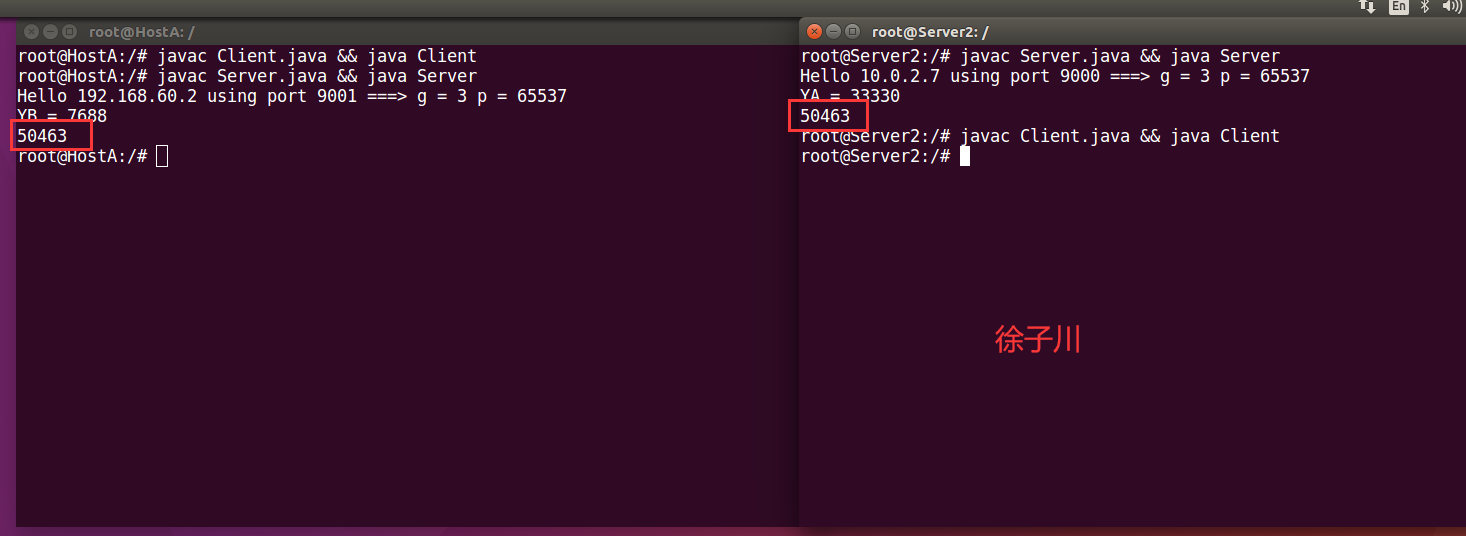 En
root@HostA: /
root@HostA:/# javac Client.java && java Client
root@HostA:/# javac Server.java && java Server
Hello 192.168.60.2 using port 9001 ===> g = 3 p = 65537
YB = 7688
50463
root@HostA:/#
root@Server2: /
root@Server2:/# javac Server.java && java Server
Hello 10.0.2.7 using port 9000 ===> g = 3 p = 65537
YA = 33330
50463
root@Server2:/# javac Client.java && java Client
root@Server2:/#
徐子川